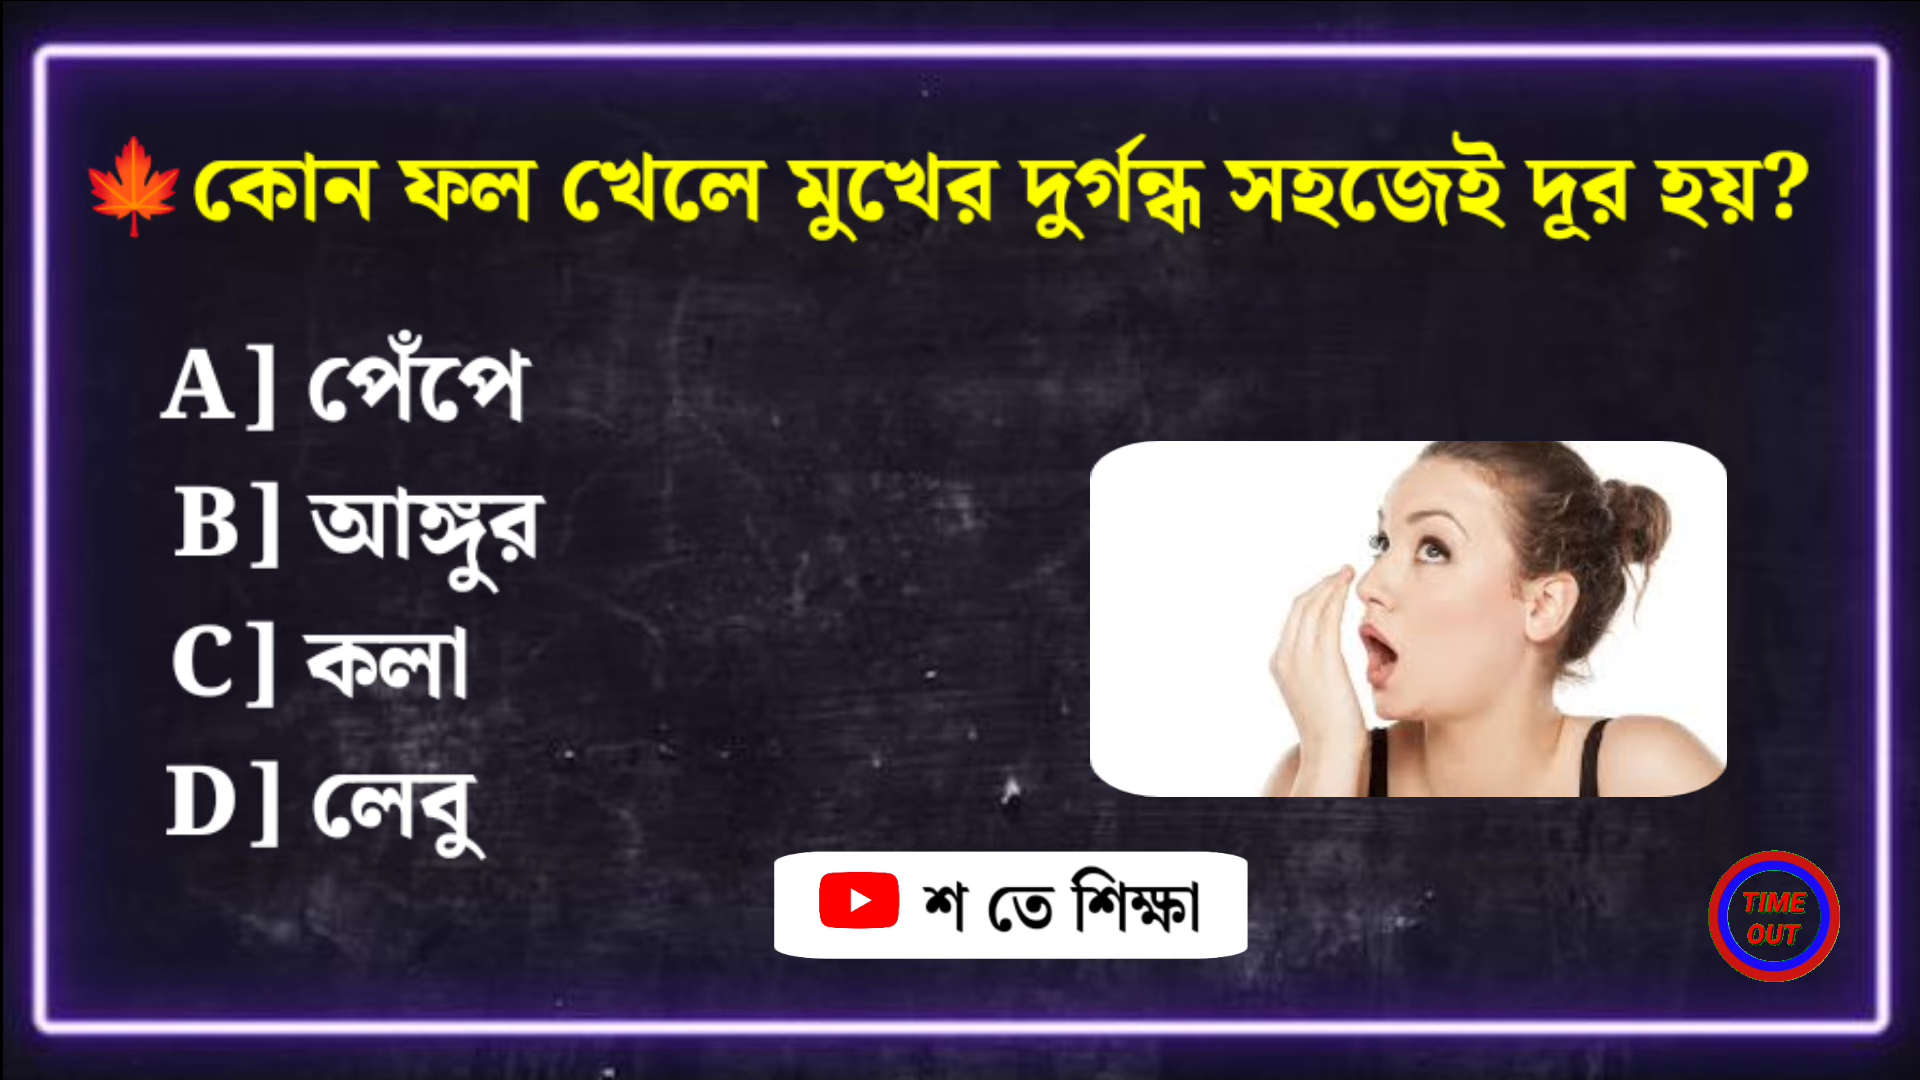 🍁কোন ফল খেলে মুখের দুর্গন্ধ সহজেই দূর হয়?
A] পেঁপে
B] আঙ্গুর
C] কলা
D] লেবু
শ তে শিক্ষা
TIME
OUT